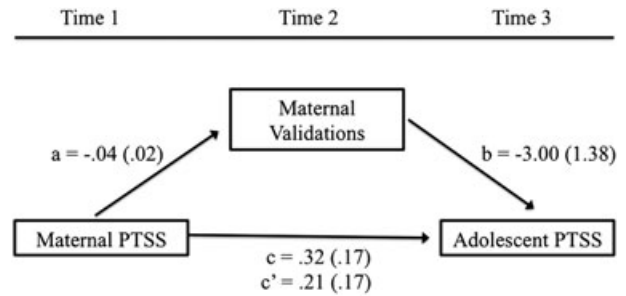 Time 1 Time 2 Time 3
Maternal
Validations
a = -.04 (.02)
b = -3.00 (1.38)
Maternal PTSS
Adolescent PTSS
c = .32 (.17)
c’ = .21 (.17)